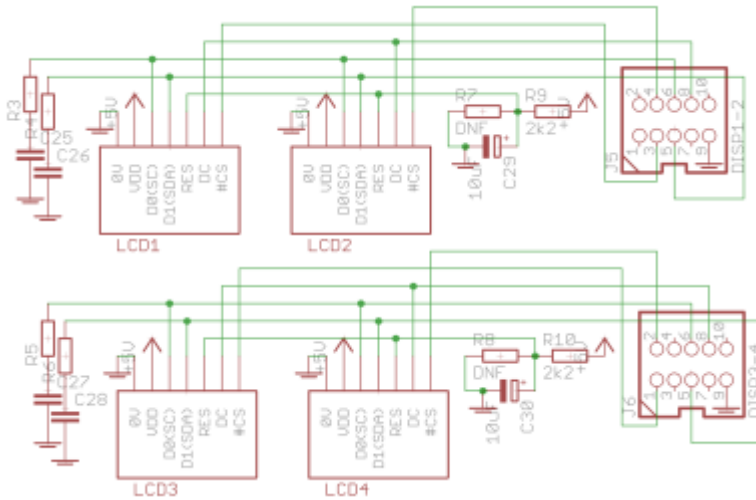 R3
R4
C25
C26
+5V
0V
VDD
D0(SC)
D1(SDA)
RES
DC
#CS
LCD1
+5V
0V
VDD
D0(SC)
D1(SDA)
RES
DC
#CS
LCD2
R7
DNF
R9
2k2
10u
C29
2
4
6
8
10
1
3
5
7
9
J5
DISP1-2
R5
R6
C27
C28
+5V
0V
VDD
D0(SC)
D1(SDA)
RES
DC
#CS
LCD3
+5V
0V
VDD
D0(SC)
D1(SDA)
RES
DC
#CS
LCD4
R8
DNF
R10
2k2
10u
C30
2
4
6
8
10
1
3
5
7
9
J6